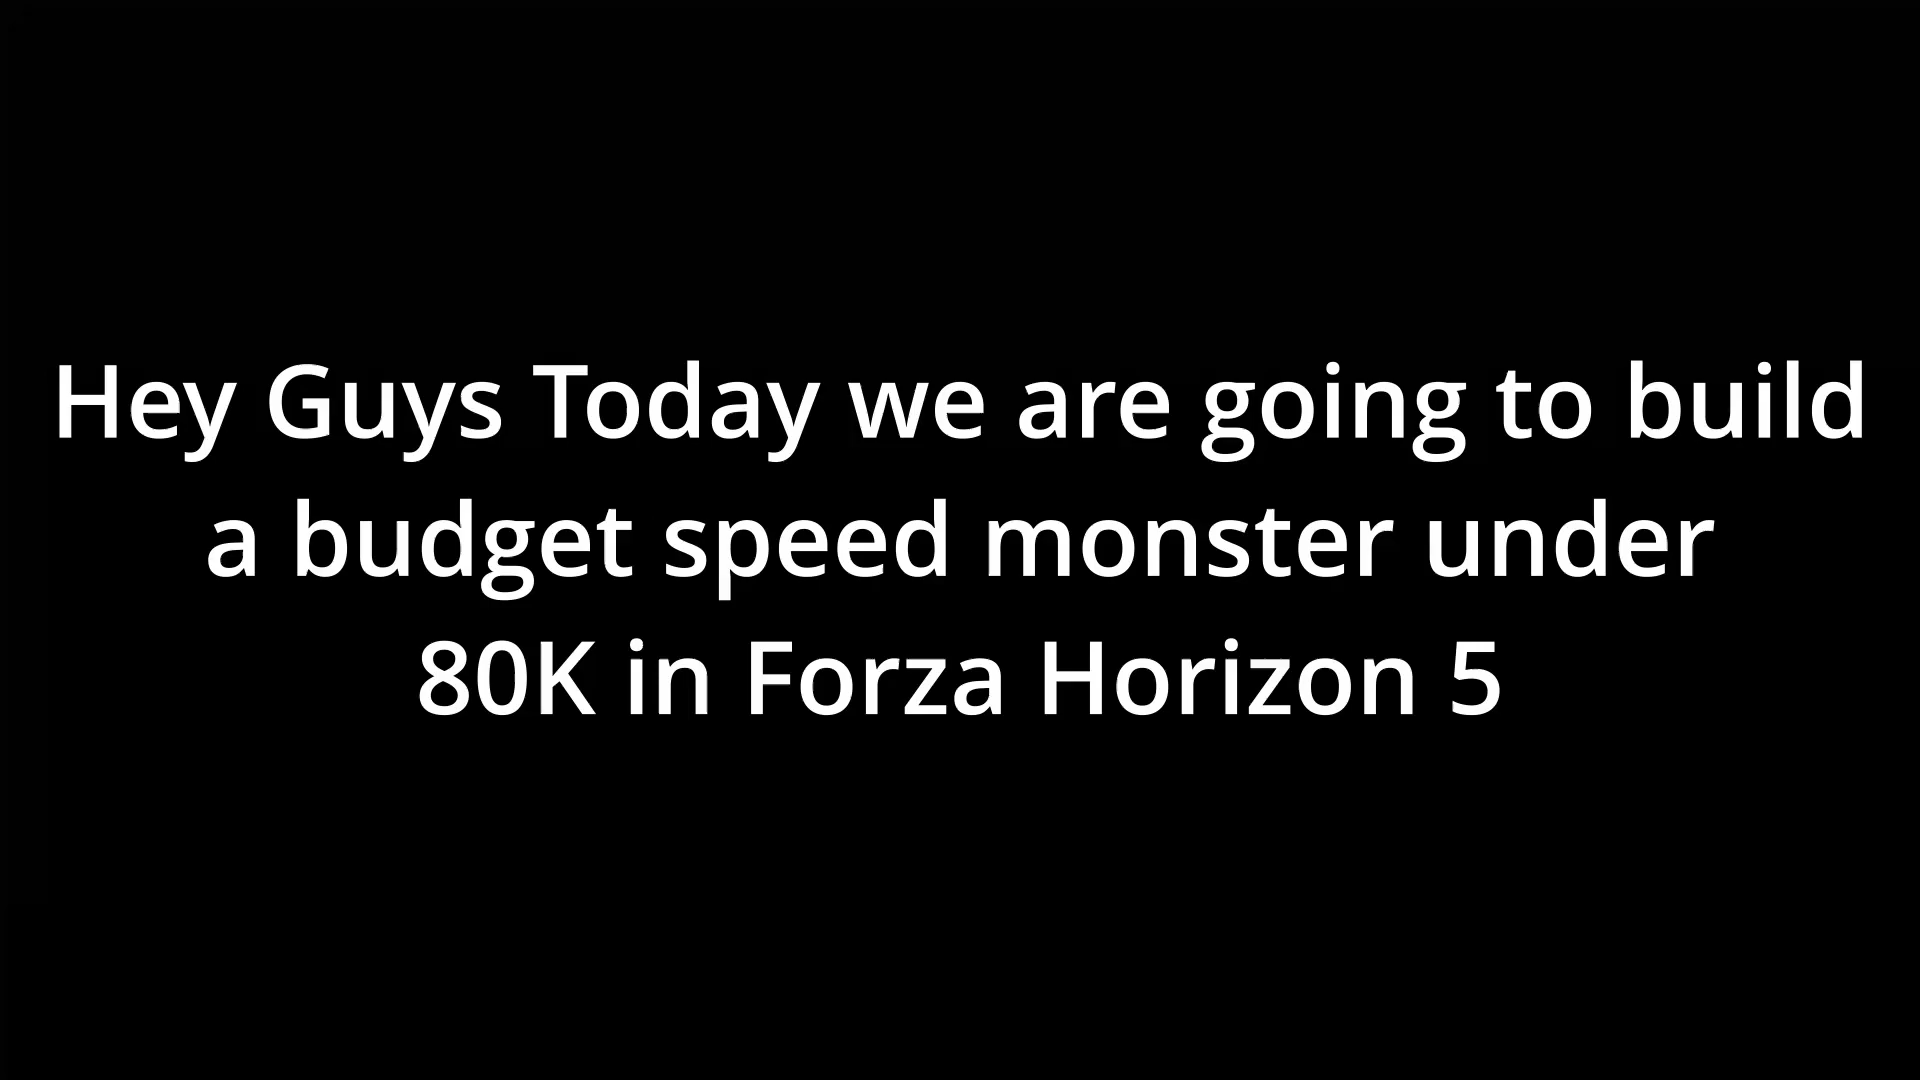 Hey Guys Today we are going to build
a budget speed monster under
80K in Forza Horizon 5